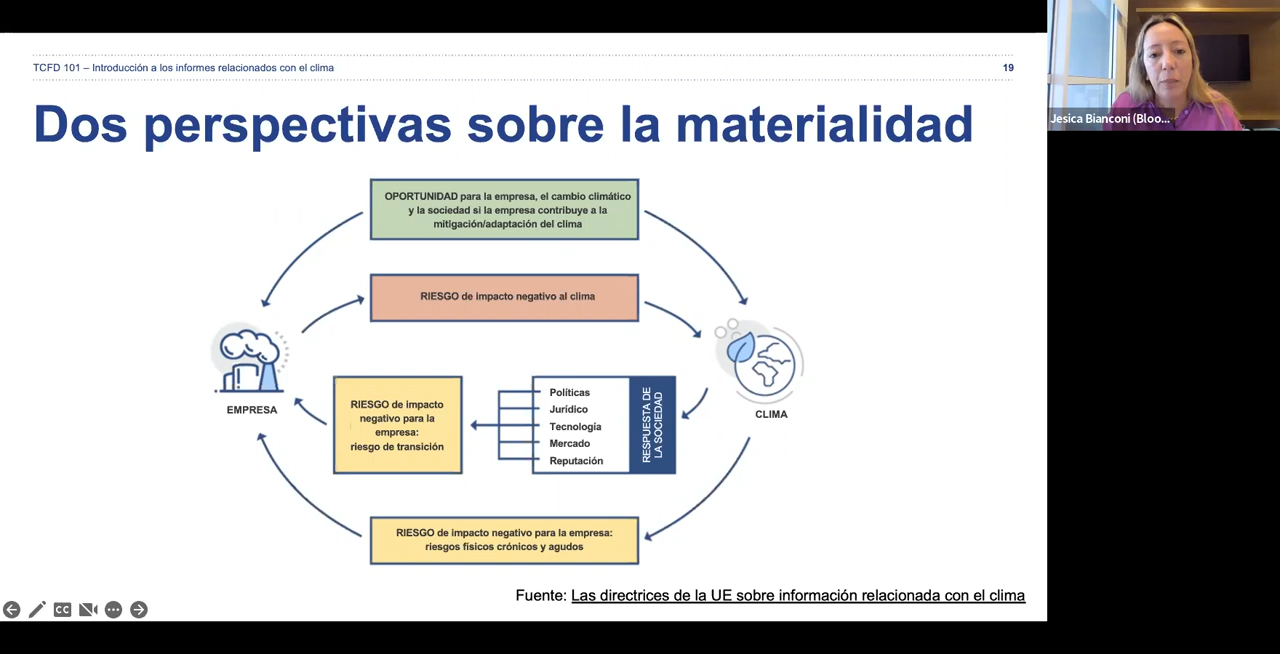 TCFD 101 – Introducción a los informes relacionados con el clima
19
Dos perspectivas sobre la materialidad
OPORTUNIDAD para la empresa, el cambio climático
y la sociedad si la empresa contribuye a la
mitigación/adaptación del clima
RIESGO de impacto negativo al clima
EMPRESA
CLIMA
RIESGO de impacto
negativo para la
empresa:
riesgo de transición
Políticas
Jurídico
Tecnología
Mercado
Reputación
RESPUESTA DE
LA SOCIEDAD
RIESGO de impacto negativo para la empresa:
riesgos físicos crónicos y agudos
Fuente: Las directrices de la UE sobre información relacionada con el clima
CC
Jesica Bianconi (Bloo...